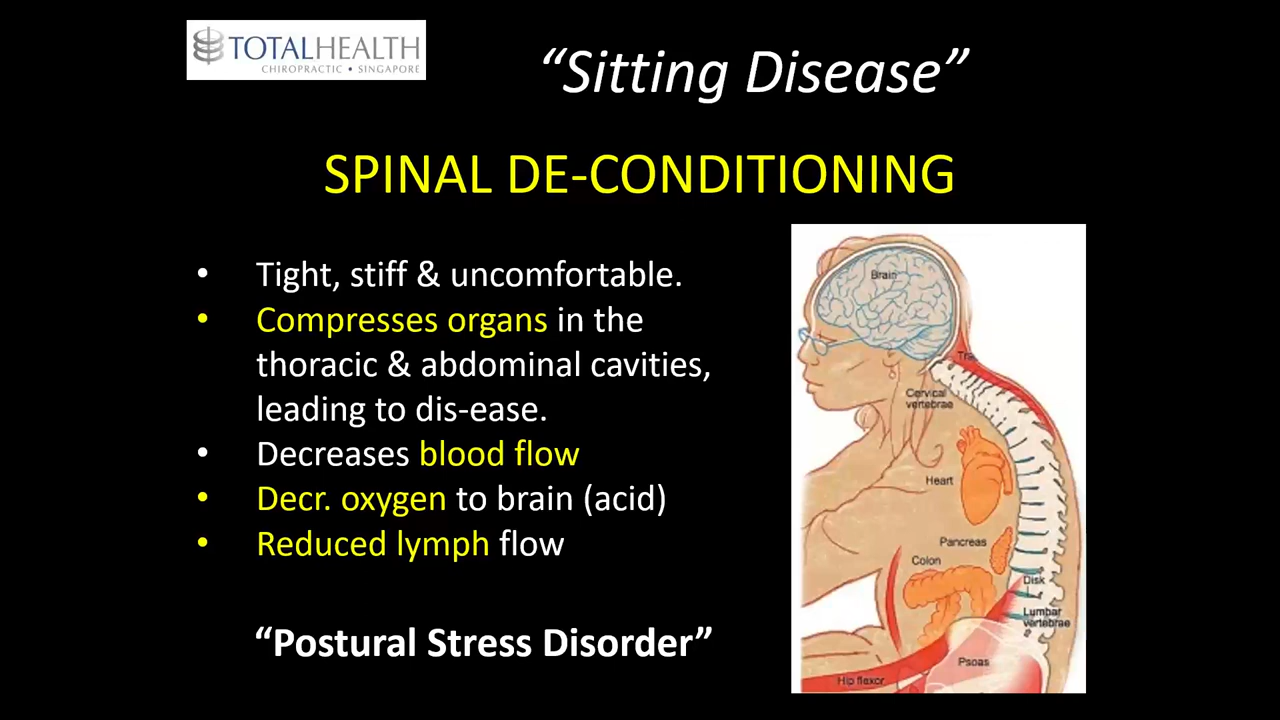 TOTALHEALTH
CHIROPRACTIC • SINGAPORE
“Sitting Disease”
SPINAL DE-CONDITIONING
• Tight, stiff & uncomfortable.
• Compresses organs in the
thoracic & abdominal cavities,
leading to dis-ease.
• Decreases blood flow
• Decr. oxygen to brain (acid)
• Reduced lymph flow
“Postural Stress Disorder”
Brain
Cervical
vertebrae
Heart
Pancreas
Colon
Disk
Lumbar
vertebrae
Psoas
Hip flexor